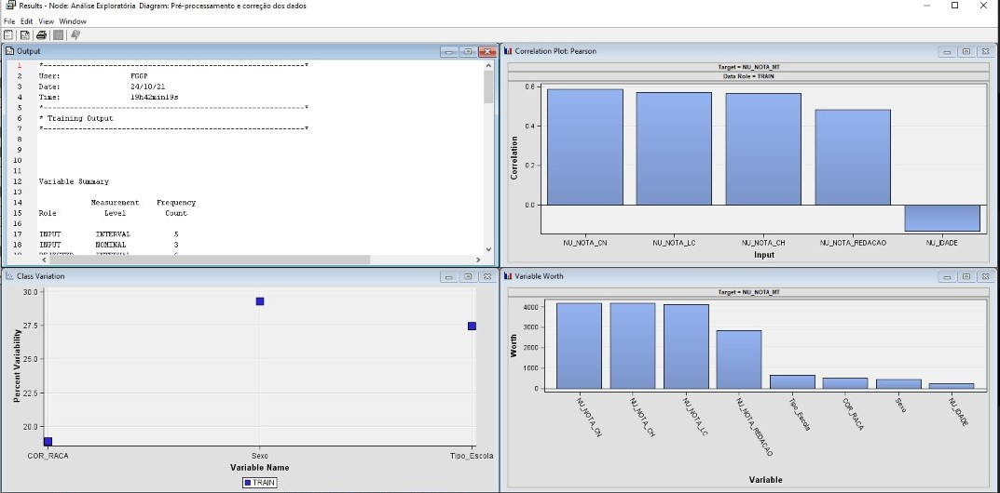 Results - Node: Análise Exploratória  Diagram: Pré-processamento e correção dos dados
File  Edit  View  Window
Output
1  *------------------------------------------------------------*
2  User:                FGGP
3  Date:                24/10/21
4  Time:                19h42min19s
5  *------------------------------------------------------------*
6  * Training Output
7  *------------------------------------------------------------*
8
9
10
11
12  Variable Summary
13
14           Measurement    Frequency
15  Role       Level          Count
16
17  INPUT    INTERVAL         5
18  INPUT    NOMINAL          3
19  REJECTED INTERVAL         6
Correlation Plot: Pearson
Target = NU_NOTA_MT
Data Role = TRAIN
Correlation
0.6
0.4
0.2
0.0
NU_NOTA_CN  NU_NOTA_LC  NU_NOTA_CH  NU_NOTA_REDACAO  NU_IDADE
Input
Class Variation
Percent Variability
30.0
27.5
25.0
22.5
20.0
COR_RACA  Sexo  Tipo_Escola
Variable Name
TRAIN
Variable Worth
Target = NU_NOTA_MT
Worth
4000
3000
2000
1000
0
NU_NOTA_CN  NU_NOTA_CH  NU_NOTA_LC  NU_NOTA_REDACAO  Tipo_Escola  COR_RACA  Sexo  NU_IDADE
Variable